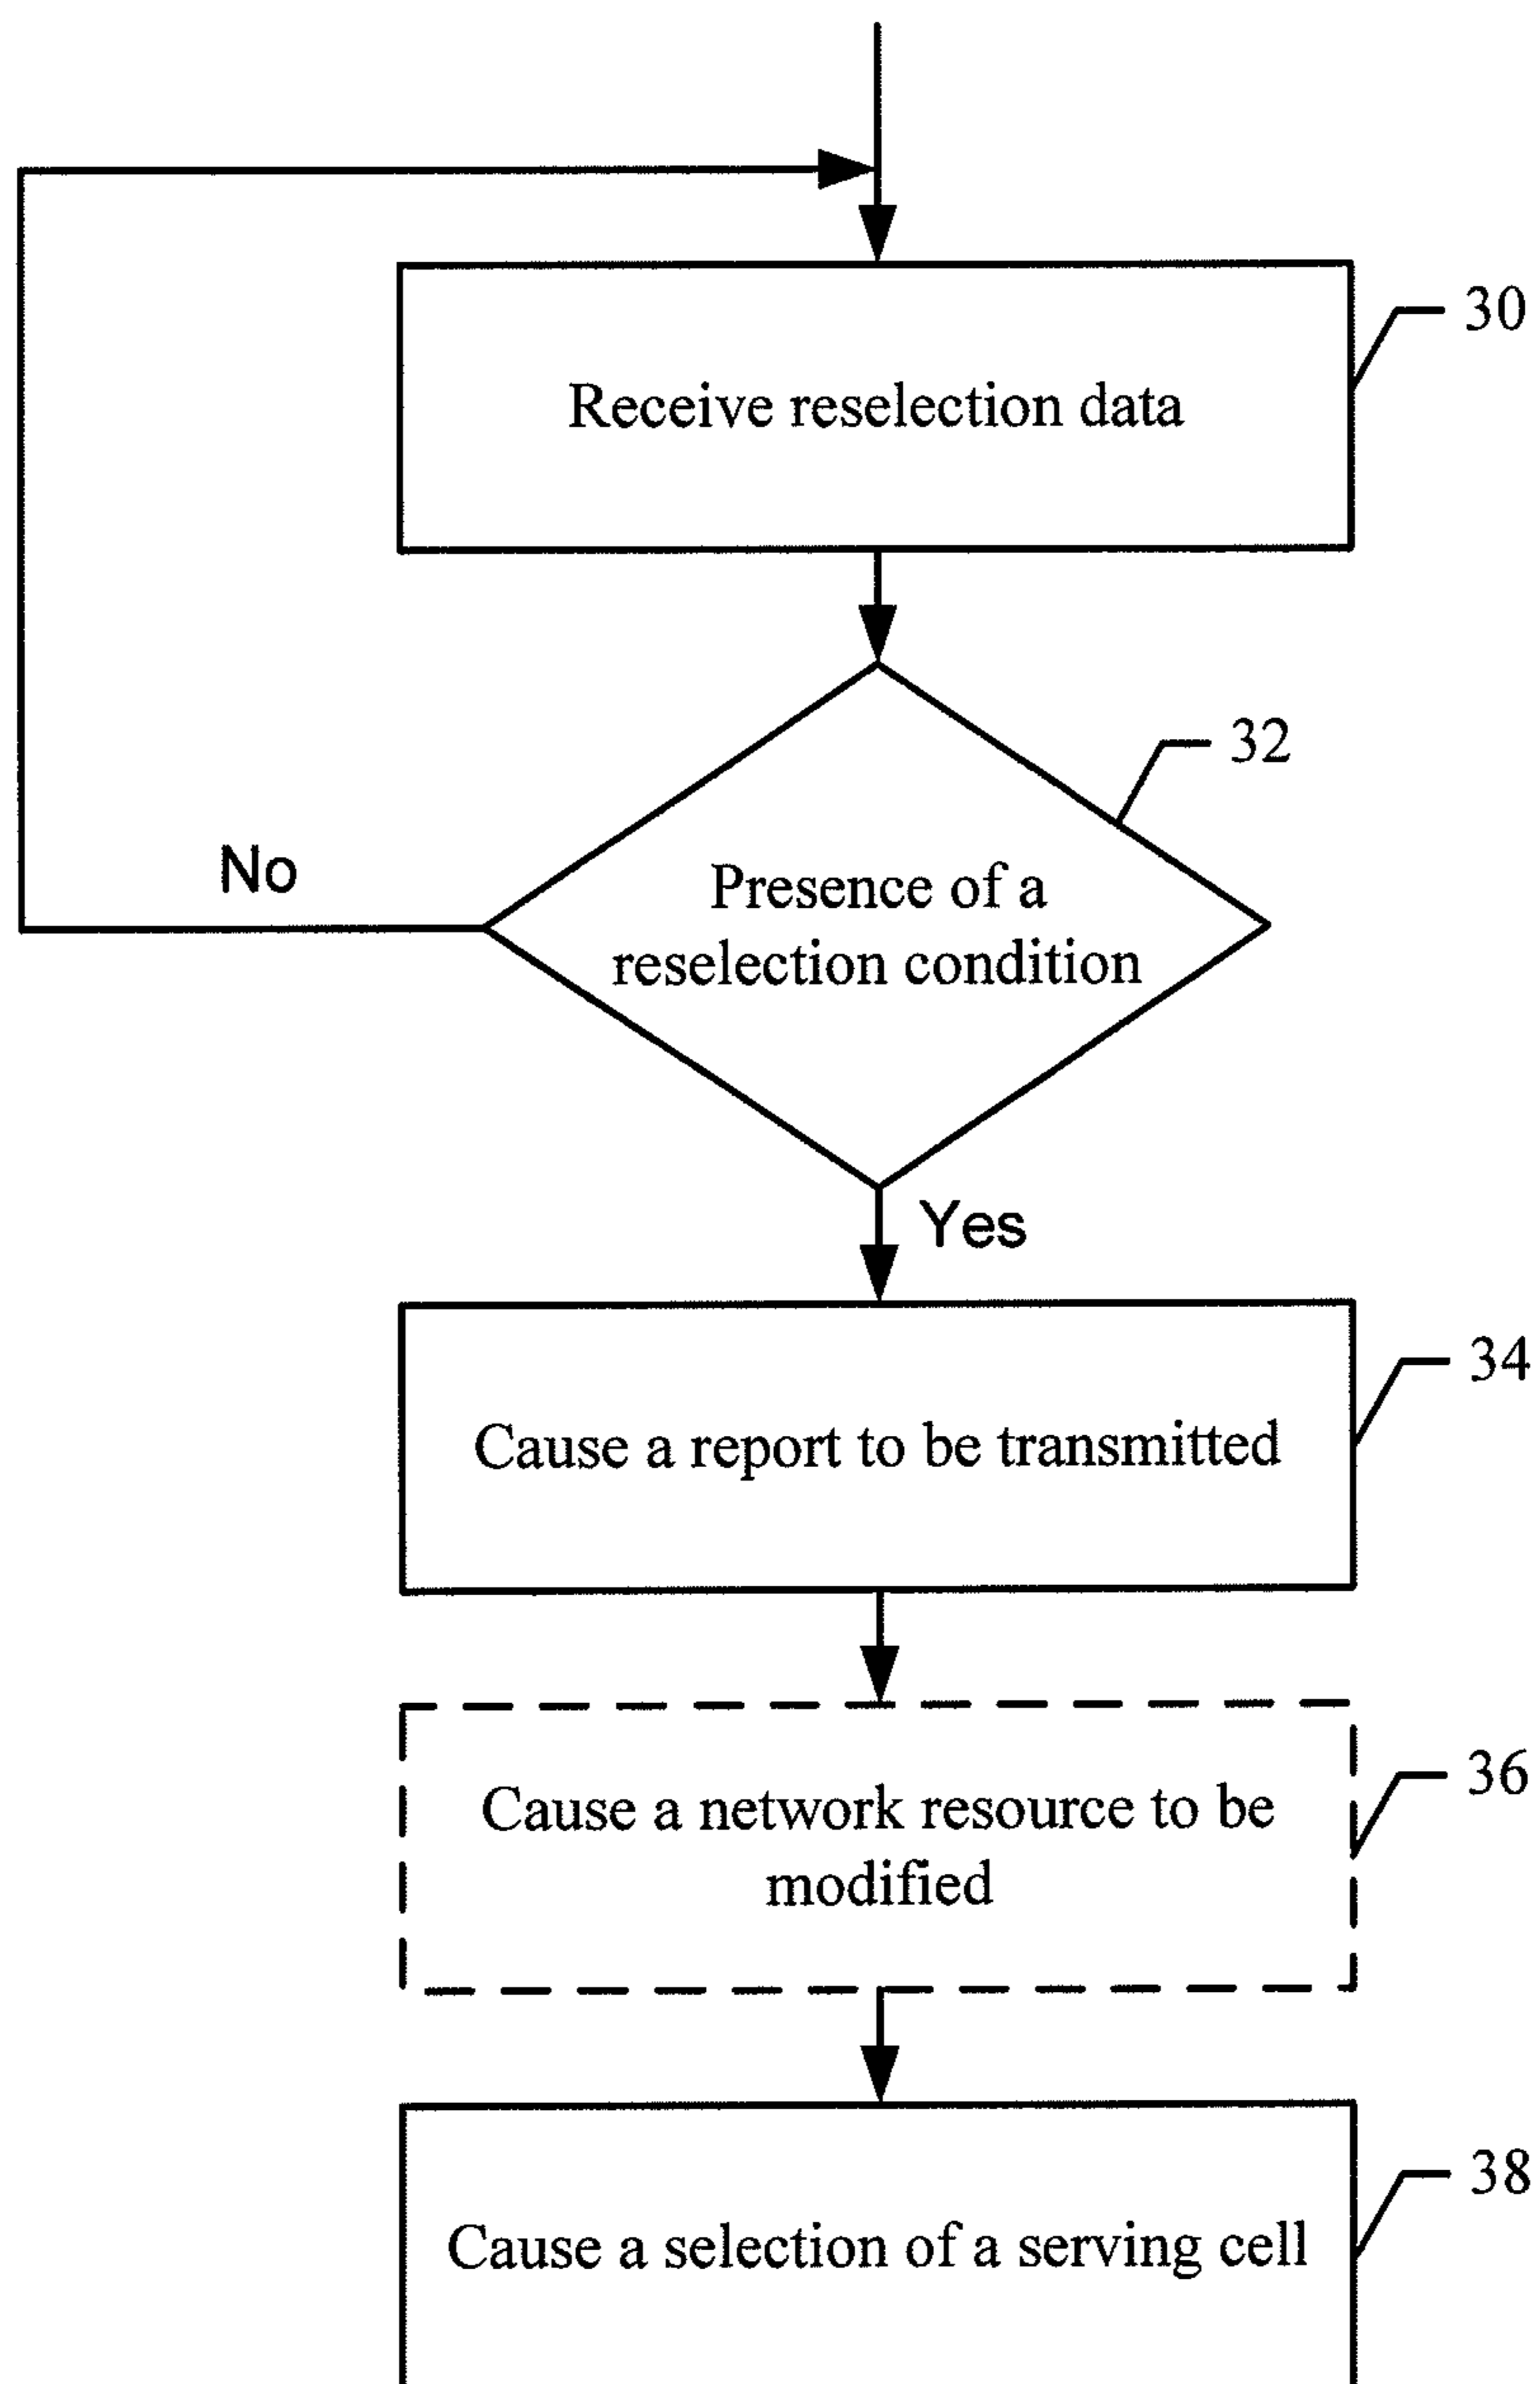 30
Receive reselection data
32
No
Presence of a
reselection condition
Yes
34
Cause a report to be transmitted
36
Cause a network resource to be
modified
38
Cause a selection of a serving cell